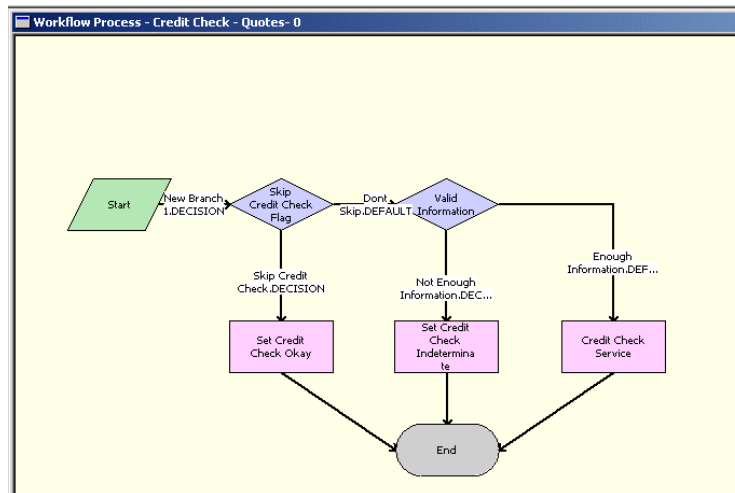 Workflow Process - Credit Check - Quotes- 0
Start
New Branch
1.DECISION
Skip
Credit Check
Flag
Dont
Skip.DEFAULT
Valid
Information
Skip Credit
Check.DECISION
Not Enough
Information.DEC...
Enough
Information.DEF...
Set Credit
Check Okay
Set Credit
Check
Indetermina
te
Credit Check
Service
End